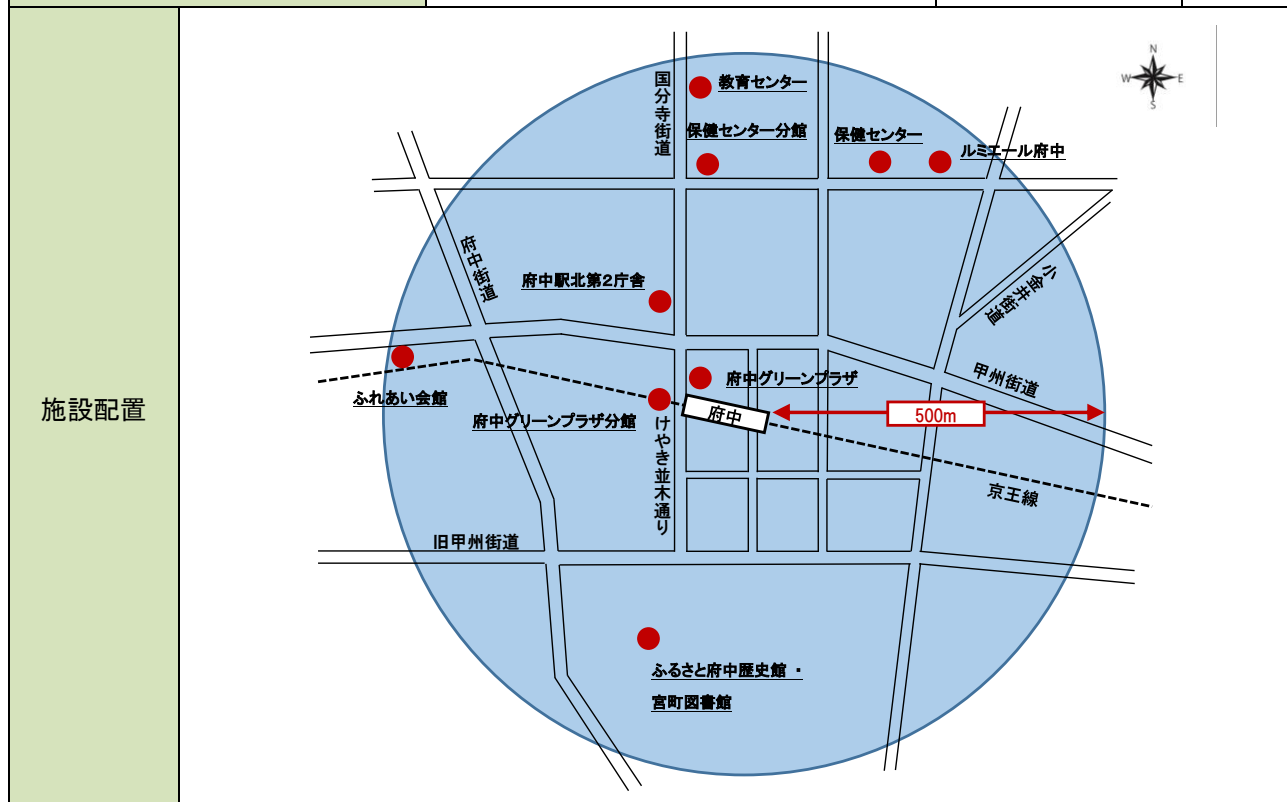 施設配置
N
W
E
S
国分寺街道
教育センター
保健センター分館
保健センター
ルミエール府中
府中街道
府中駅北第2庁舎
小金井街道
甲州街道
ふれあい会館
府中グリーンプラザ
府中グリーンプラザ分館
府中
500m
けやき並木通り
京王線
旧甲州街道
ふるさと府中歴史館 ・
宮町図書館